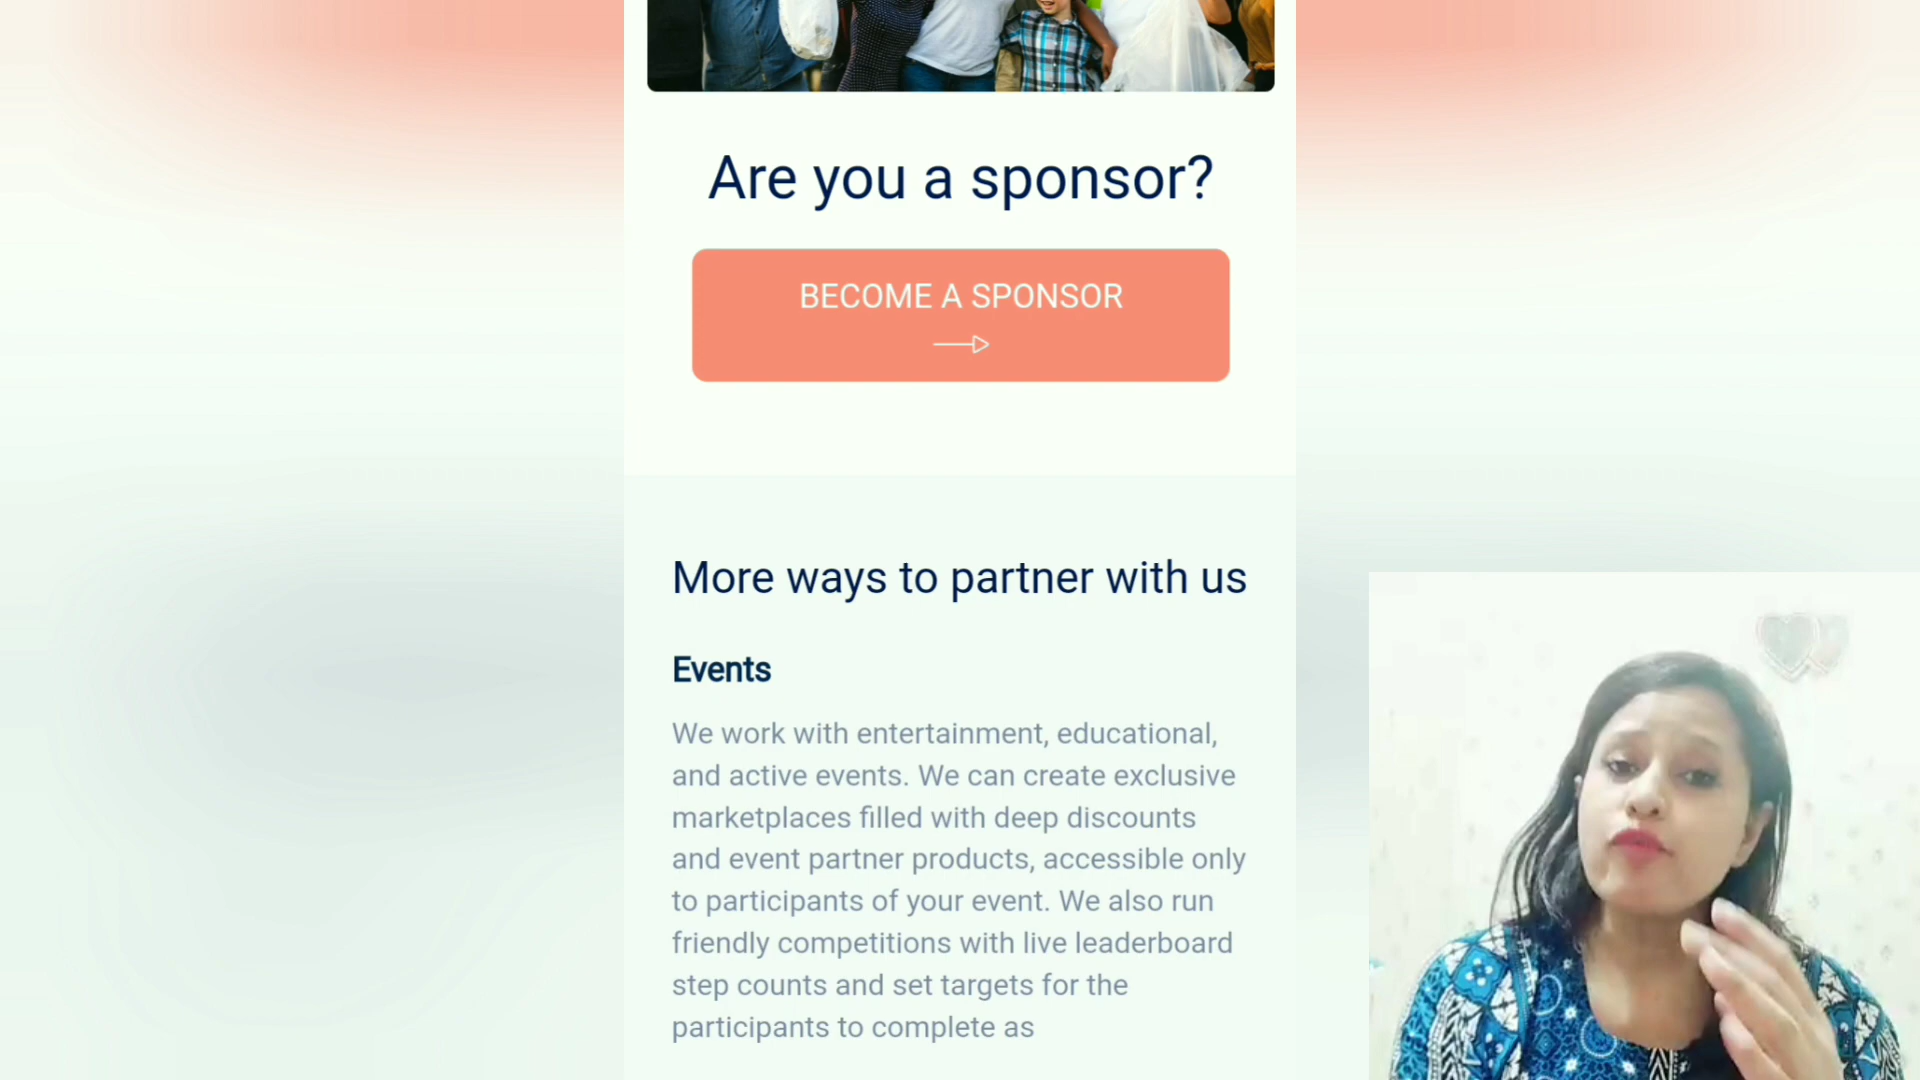 Are you a sponsor?
BECOME A SPONSOR
More ways to partner with us
Events
We work with entertainment, educational,
and active events. We can create exclusive
marketplaces filled with deep discounts
and event partner products, accessible only
to participants of your event. We also run
friendly competitions with live leaderboard
step counts and set targets for the
participants to complete as